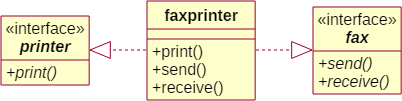 «interface»
printer
+print()
faxprinter
+print()
+send()
+receive()
«interface»
fax
+send()
+receive()